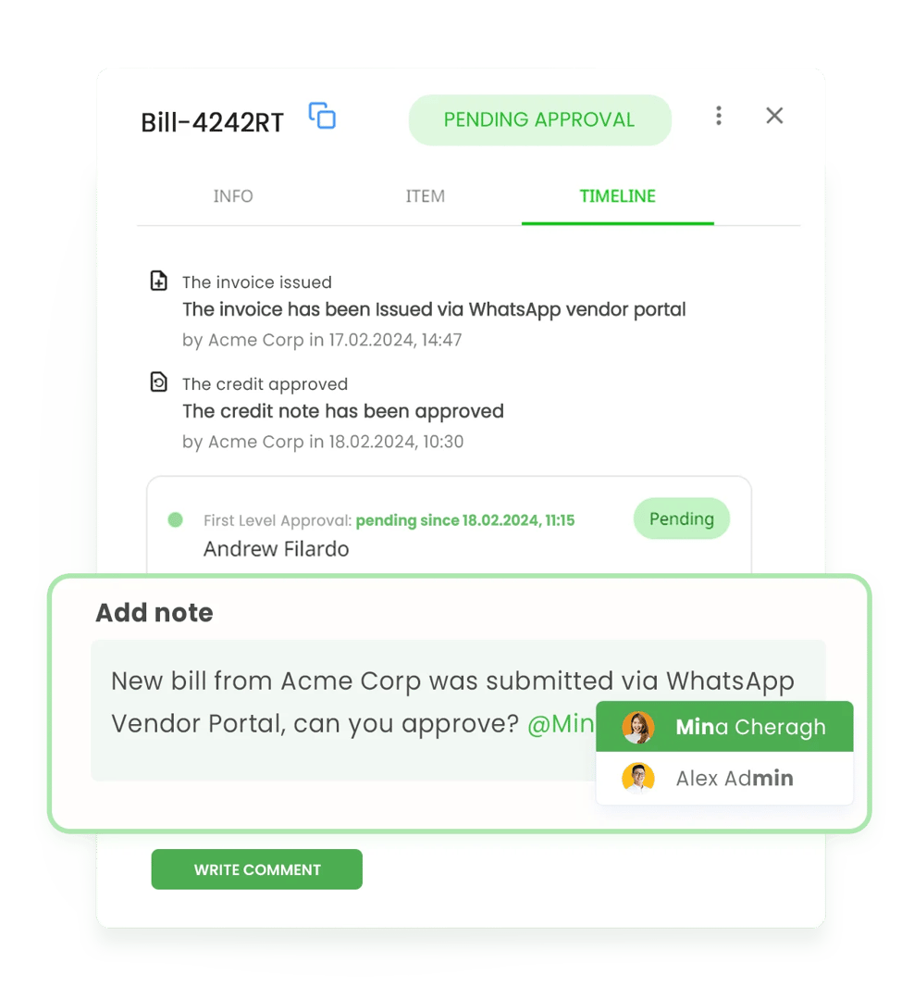 Bill-4242RT
PENDING APPROVAL
INFO
ITEM
TIMELINE
The invoice issued
The invoice has been Issued via WhatsApp vendor portal
by Acme Corp in 17.02.2024, 14:47
The credit approved
The credit note has been approved
by Acme Corp in 18.02.2024, 10:30
First Level Approval: pending since 18.02.2024, 11:15
Pending
Andrew Filardo
Add note
New bill from Acme Corp was submitted via WhatsApp
Vendor Portal, can you approve? @Min
Mina Cheragh
Alex Admin
WRITE COMMENT